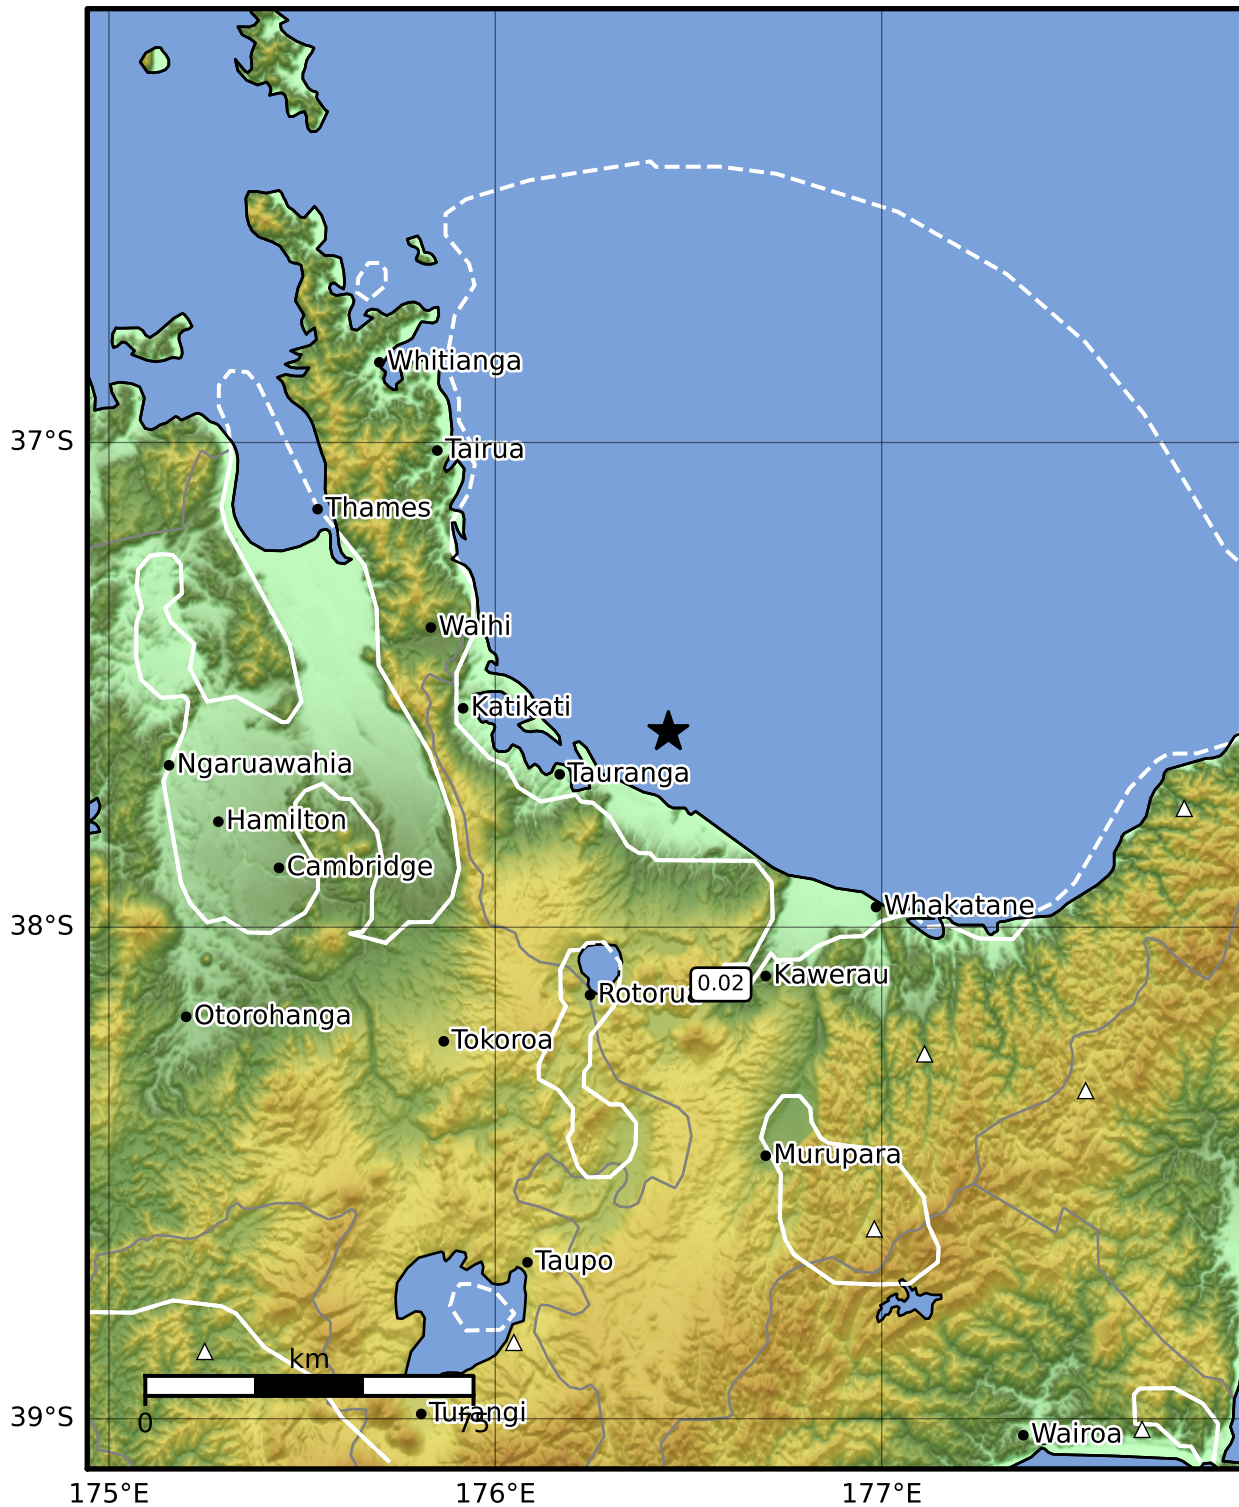 Whitianga
37°S
Tairua
Thames
Waihi
Katikati
Ngaruawahia
Tauranga
Hamilton
Cambridge
Whakatane
38°S
Kawerau
0.02
Rotorua
Otorohanga
Tokoroa
Murupara
Taupo
km
0
75
Turangi
39°S
Wairoa
175°E
176°E
177°E